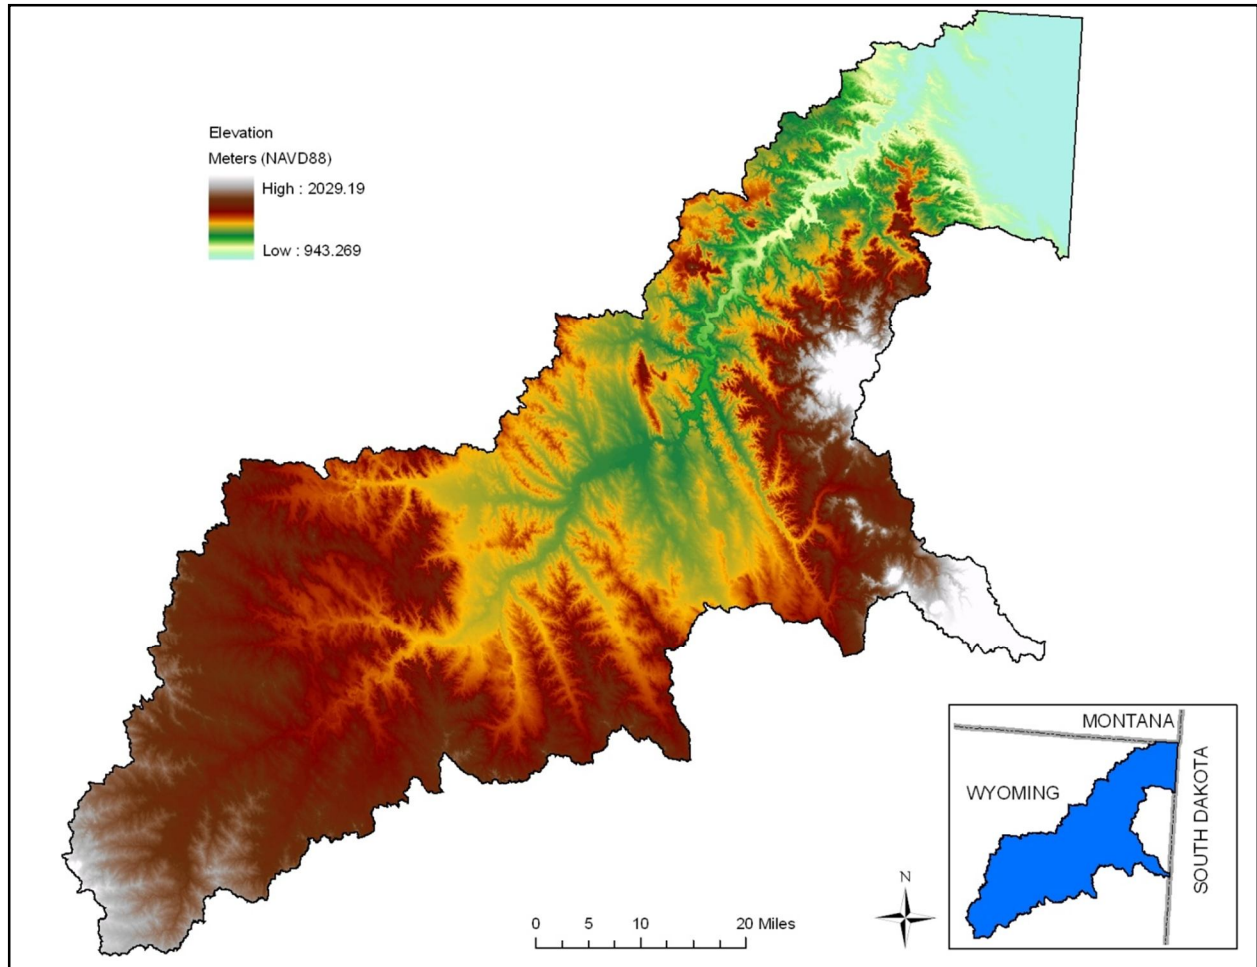 Elevation
Meters (NAVD88)
High : 2029.19
Low : 943.269
MONTANA
WYOMING
SOUTH DAKOTA
N
0 5 10 20 Miles